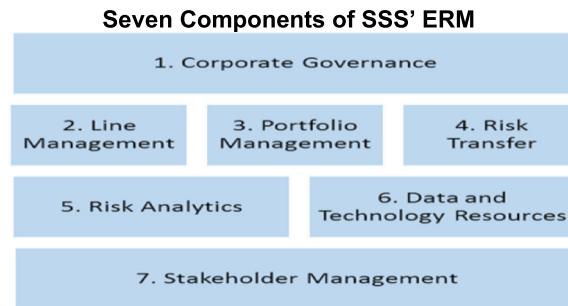 Seven Components of SSS’ ERM
1. Corporate Governance
2. Line
Management
3. Portfolio
Management
4. Risk
Transfer
5. Risk Analytics
6. Data and
Technology Resources
7. Stakeholder Management